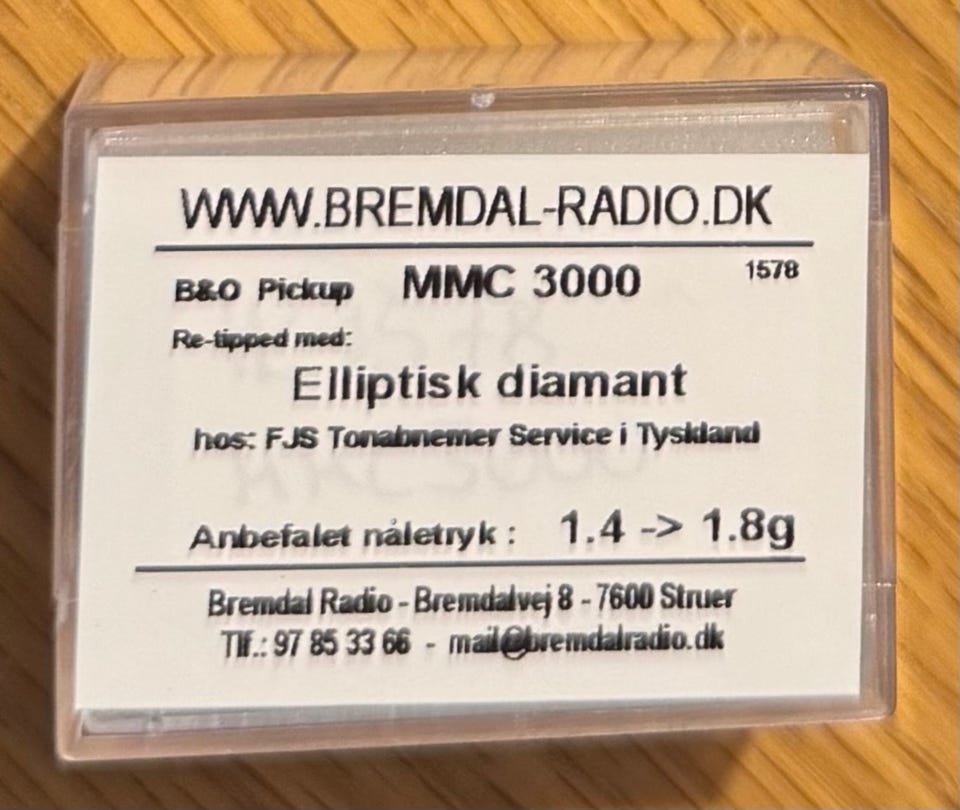 WWW.BREMDAL-RADIO.DK
B&O Pickup MMC 3000 1578
Re-tipped med:
Elliptisk diamant
hos: FJS Tonabnemer Service i Tyskland
Anbefalet nåletryk : 1.4 -> 1.8g
Bremdal Radio - Bremdalvej 8 - 7600 Struer
Tlf.: 97 85 33 66 - mail@bremdalradio.dk